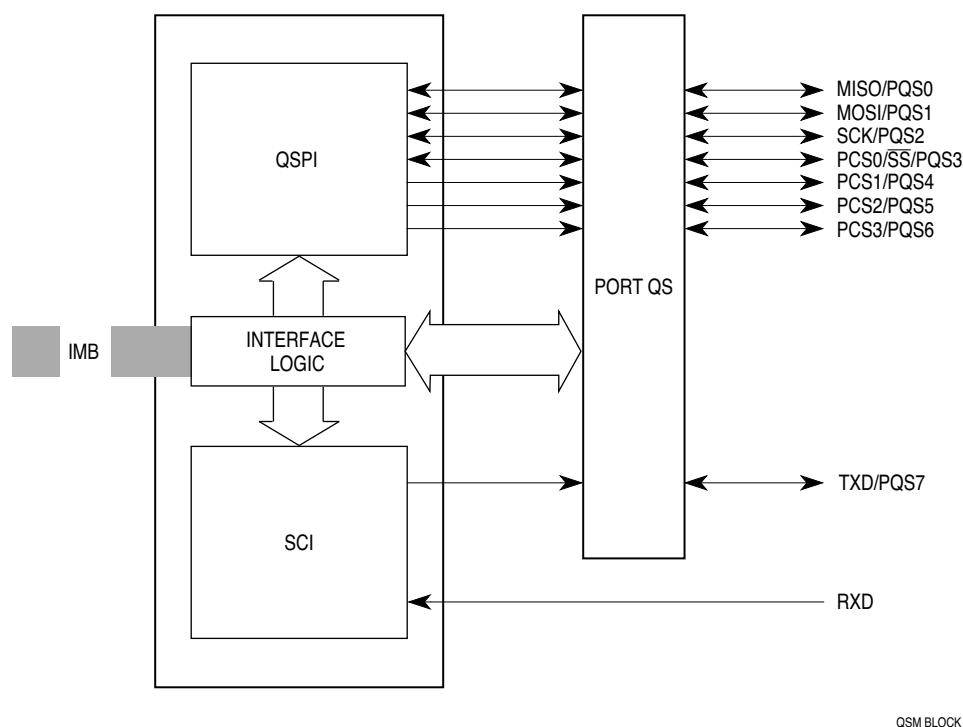 QSPI
MISO/PQS0
MOSI/PQS1
SCK/PQS2
PCS0/S̅S̅/PQS3
PCS1/PQS4
PCS2/PQS5
PCS3/PQS6
PORT QS
IMB
INTERFACE
LOGIC
SCI
TXD/PQS7
RXD
QSM BLOCK